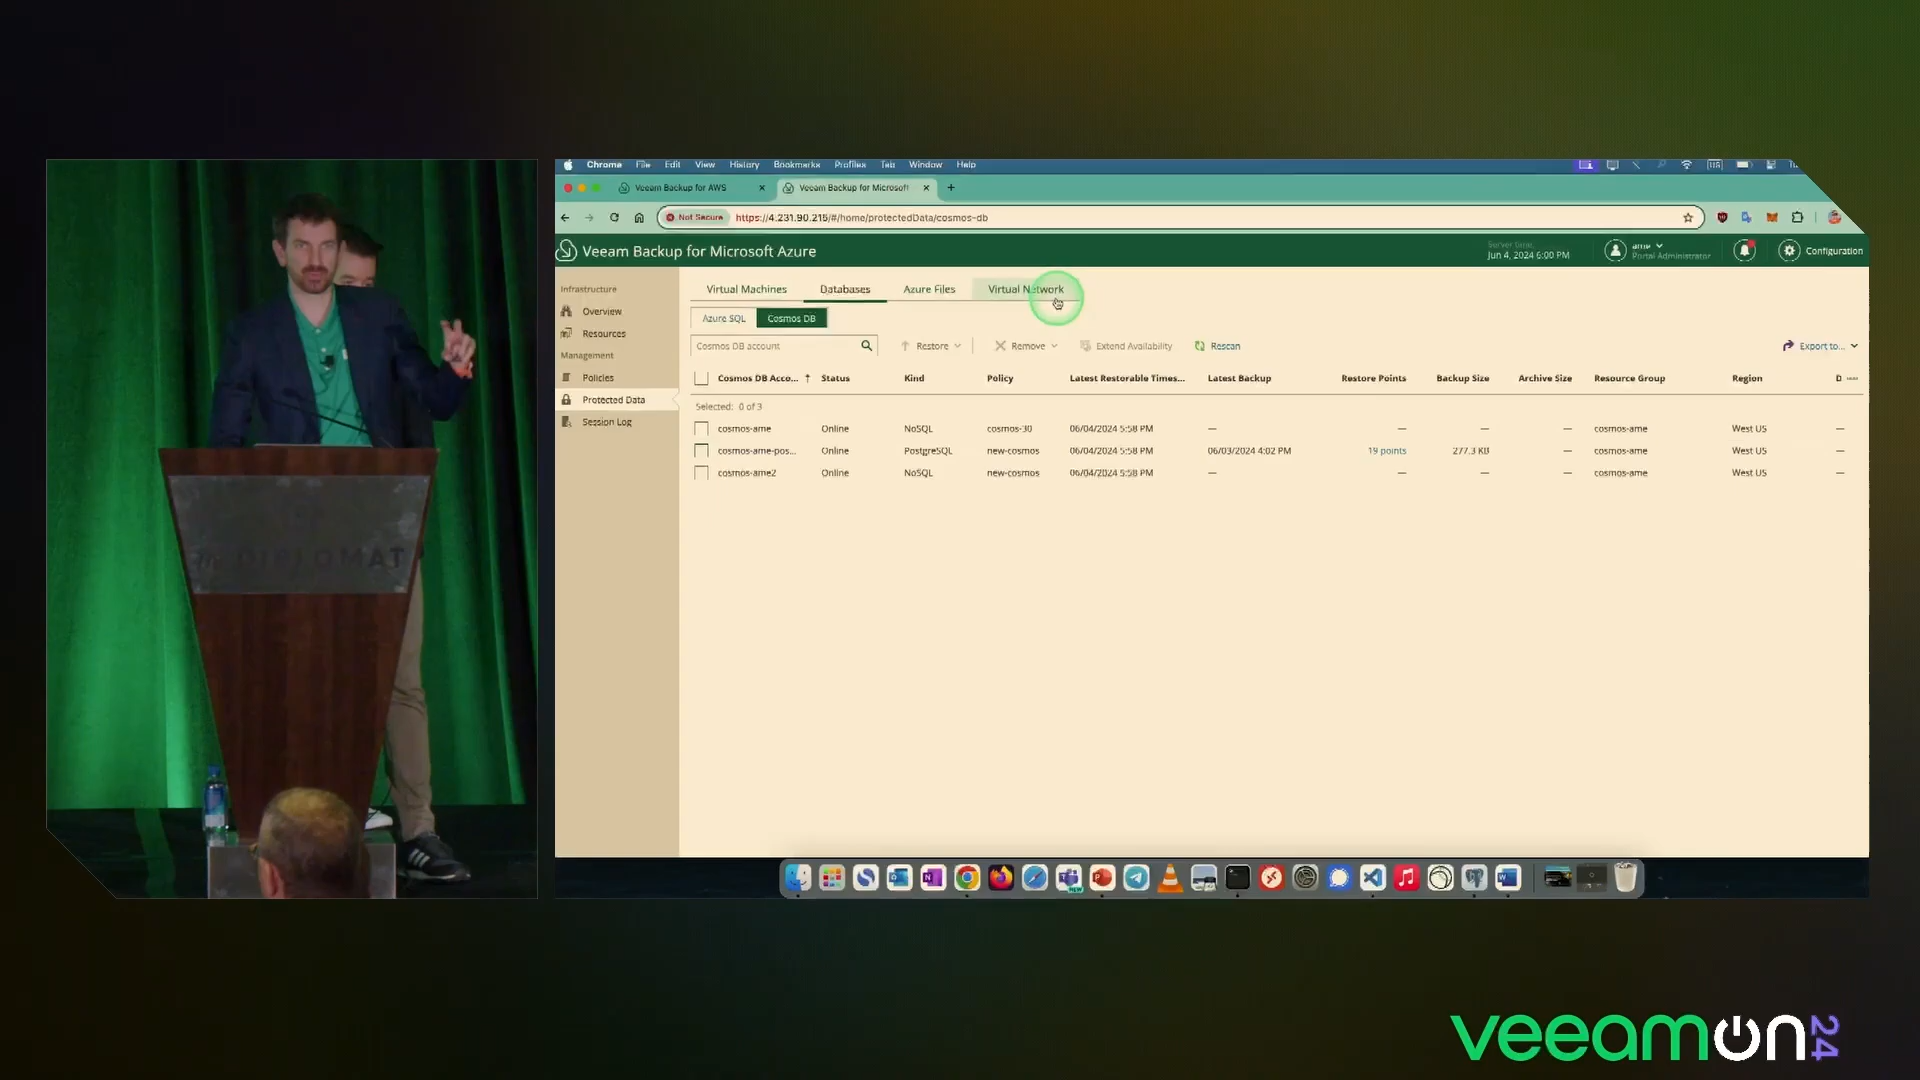 Chrome File Edit View History Bookmarks Profiles Tab Window Help
Veeam Backup for AWS
Veeam Backup for Microsoft
Not Secure https://4.231.90.215/#/home/protectedData/cosmos-db
Veeam Backup for Microsoft Azure
Server time:
Jun 4, 2024 6:00 PM
ame
Portal Administrator
Configuration
Infrastructure
Overview
Resources
Management
Policies
Protected Data
Session Log
Virtual Machines Databases Azure Files Virtual Network
Azure SQL Cosmos DB
Cosmos DB account Restore Remove Extend Availability Rescan Export to...
Cosmos DB Acco... Status Kind Policy Latest Restorable Times... Latest Backup Restore Points Backup Size Archive Size Resource Group Region D
Selected: 0 of 3
cosmos-ame Online NoSQL cosmos-30 06/04/2024 5:58 PM — — — — cosmos-ame West US —
cosmos-ame-pos... Online PostgreSQL new-cosmos 06/04/2024 5:58 PM 06/03/2024 4:02 PM 19 points 277.3 KB — cosmos-ame West US —
cosmos-ame2 Online NoSQL new-cosmos 06/04/2024 5:58 PM — — — — cosmos-ame West US —
NEW
The DIPLOMAT
veeamON 24